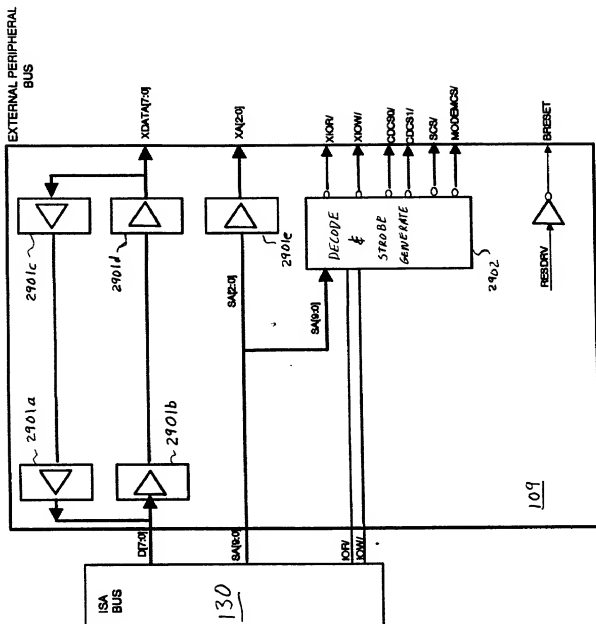 EXTERNAL PERIPHERAL
BUS
2901c
XDATA[7:0]
2901d
XA[2:0]
2901e
SA[2:0]
XIOR/
XIOW/
CDCS0/
CDCS1/
SCS/
MODEMCS/
DECODE
&
STROBE
GENERATE
SA[9:0]
2902
BRESET
RESDRV
2901a
2901b
109
D[7:0]
SA[9:0]
IOR/
IOW/
ISA
BUS
130